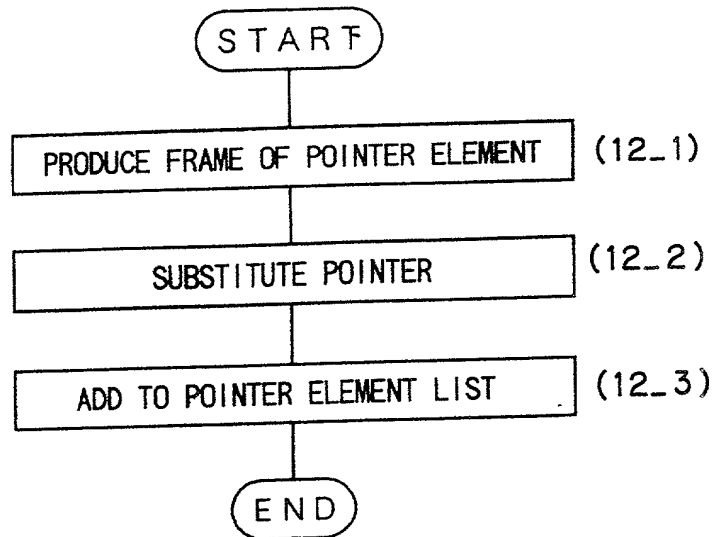 START
PRODUCE FRAME OF POINTER ELEMENT (12_1)
SUBSTITUTE POINTER (12_2)
ADD TO POINTER ELEMENT LIST (12_3)
END